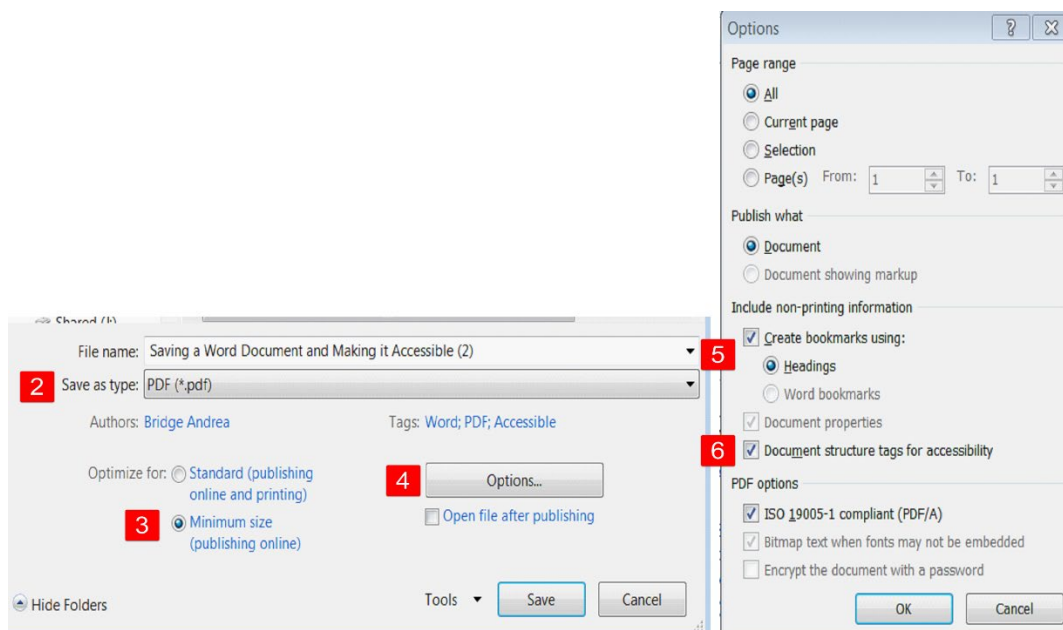 Shared (J:)
File name: Saving a Word Document and Making it Accessible (2)
2 Save as type: PDF (*.pdf)
Authors: Bridge Andrea Tags: Word; PDF; Accessible
Optimize for: Standard (publishing
online and printing)
3 Minimum size
(publishing online)
4 Options...
Open file after publishing
Hide Folders
Tools Save Cancel
Options
Page range
All
Current page
Selection
Page(s) From: 1 To: 1
Publish what
Document
Document showing markup
Include non-printing information
5 Create bookmarks using:
Headings
Word bookmarks
Document properties
6 Document structure tags for accessibility
PDF options
ISO 19005-1 compliant (PDF/A)
Bitmap text when fonts may not be embedded
Encrypt the document with a password
OK Cancel